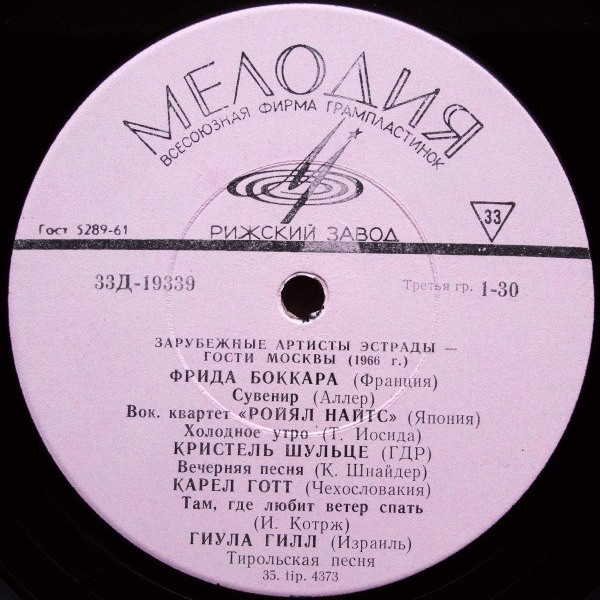 МЕЛОДИЯ
ВСЕСОЮЗНАЯ ФИРМА ГРАМПЛАСТИНОК
РИЖСКИЙ ЗАВОД
Гост 5289-61
33
33Д-19339
Третья гр. 1-30
ЗАРУБЕЖНЫЕ АРТИСТЫ ЭСТРАДЫ —
ГОСТИ МОСКВЫ (1966 г.)
ФРИДА БОККАРА (Франция)
Сувенир (Аллер)
Вок. квартет «РОЙЯЛ НАЙТС» (Япония)
Холодное утро (Т. Иосида)
КРИСТЕЛЬ ШУЛЬЦЕ (ГДР)
Вечерняя песня (К. Шнайдер)
КАРЕЛ ГОТТ (Чехословакия)
Там, где любит ветер спать
(И. Котрж)
ГИУЛА ГИЛЛ (Израиль)
Тирольская песня
35. tip. 4373